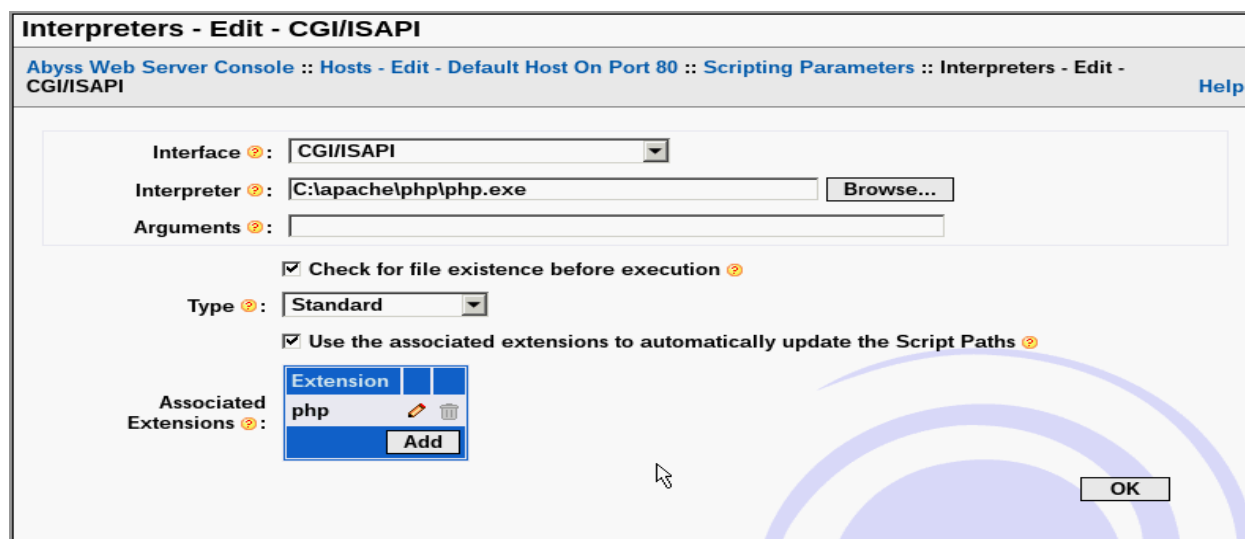 Interpreters - Edit - CGI/ISAPI
Abyss Web Server Console :: Hosts - Edit - Default Host On Port 80 :: Scripting Parameters :: Interpreters - Edit -
CGI/ISAPI
Help
Interface ?: CGI/ISAPI
Interpreter ?: C:\apache\php\php.exe Browse...
Arguments ?:
Check for file existence before execution ?
Type ?: Standard
Use the associated extensions to automatically update the Script Paths ?
Extension
Associated
Extensions ?:
php
Add
OK